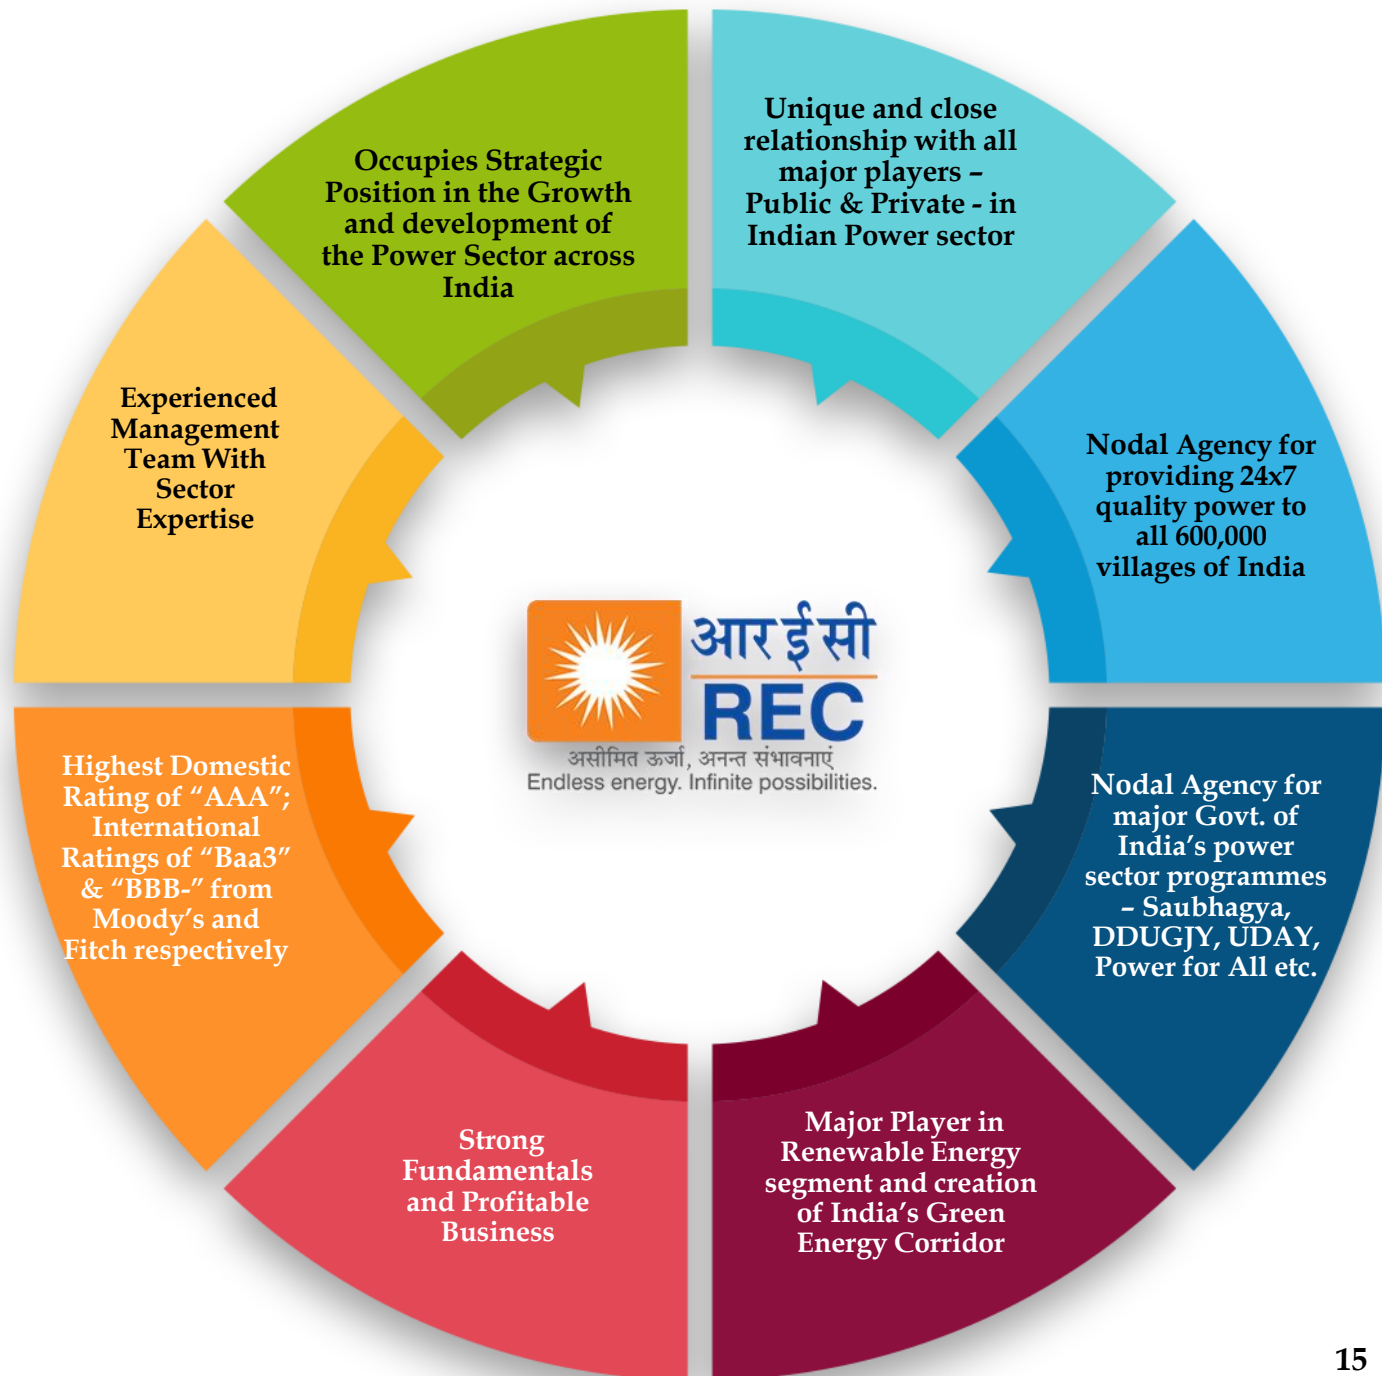 Unique and close
relationship with all
major players –
Public & Private - in
Indian Power sector
Occupies Strategic
Position in the Growth
and development of
the Power Sector across
India
Experienced
Management
Team With
Sector
Expertise
Nodal Agency for
providing 24x7
quality power to
all 600,000
villages of India
आर ई सी
REC
असीमित ऊर्जा, अनन्त संभावनाएं
Endless energy. Infinite possibilities.
Highest Domestic
Rating of “AAA”;
International
Ratings of “Baa3”
& “BBB-” from
Moody’s and
Fitch respectively
Nodal Agency for
major Govt. of
India’s power
sector programmes
– Saubhagya,
DDUGJY, UDAY,
Power for All etc.
Strong
Fundamentals
and Profitable
Business
Major Player in
Renewable Energy
segment and creation
of India’s Green
Energy Corridor
15